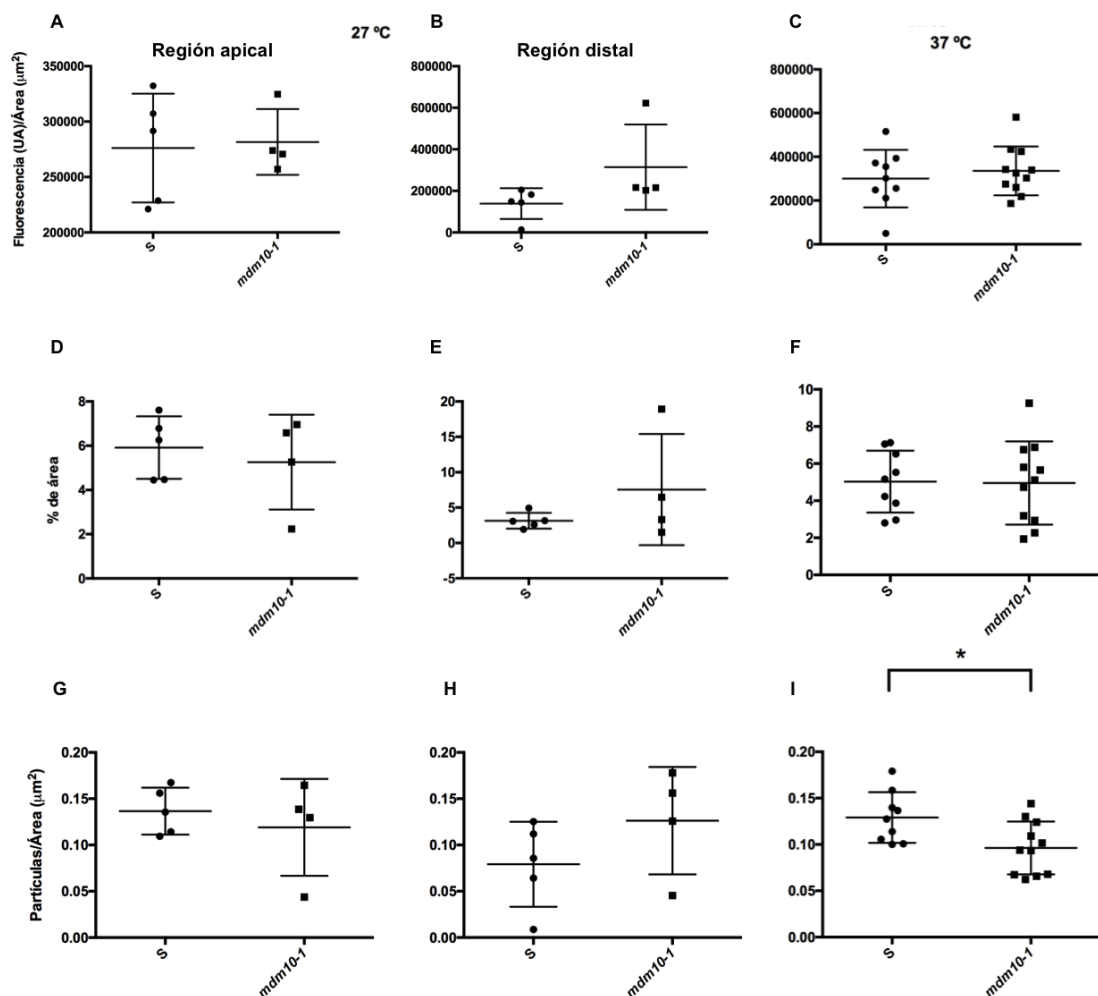 A
B
C
27 ºC
37 ºC
Región apical
Región distal
Fluorescencia (UA)/Área (µm²)
350000
300000
250000
200000
S
mdm10-1
800000
600000
400000
200000
0
S
mdm10-1
800000
600000
400000
200000
0
S
mdm10-1
D
E
F
% de área
8
6
4
2
0
S
mdm10-1
20
15
10
5
0
-5
S
mdm10-1
10
8
6
4
2
0
S
mdm10-1
*
G
H
I
Partículas/Área (µm²)
0.20
0.15
0.10
0.05
0.00
S
mdm10-1
0.20
0.15
0.10
0.05
0.00
S
mdm10-1
0.20
0.15
0.10
0.05
0.00
S
mdm10-1